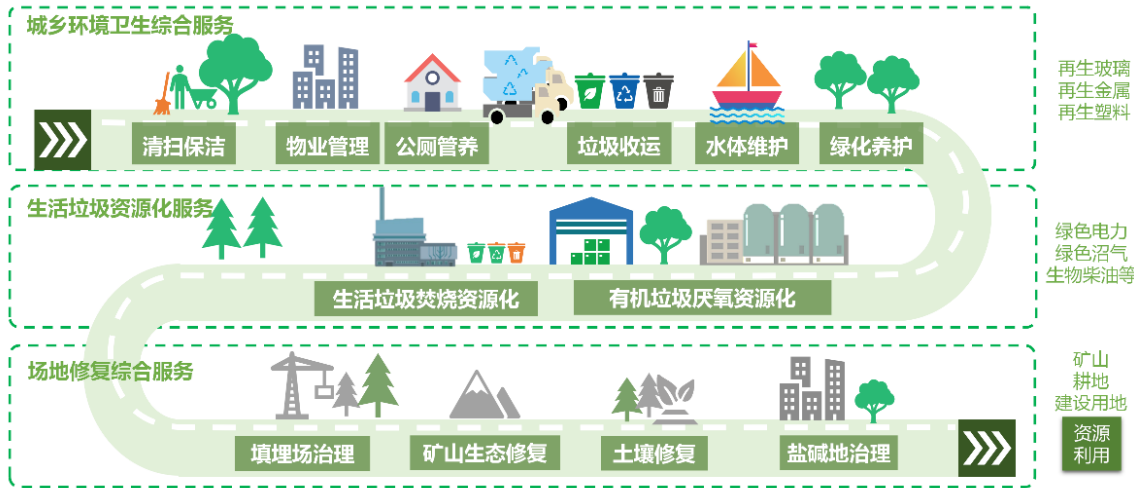 城乡环境卫生综合服务
再生玻璃
再生金属
再生塑料
清扫保洁
物业管理
公厕管养
垃圾收运
水体维护
绿化养护
生活垃圾资源化服务
绿色电力
绿色沼气
生物柴油等
生活垃圾焚烧资源化
有机垃圾厌氧资源化
场地修复综合服务
矿山
耕地
建设用地
填埋场治理
矿山生态修复
土壤修复
盐碱地治理
资源
利用